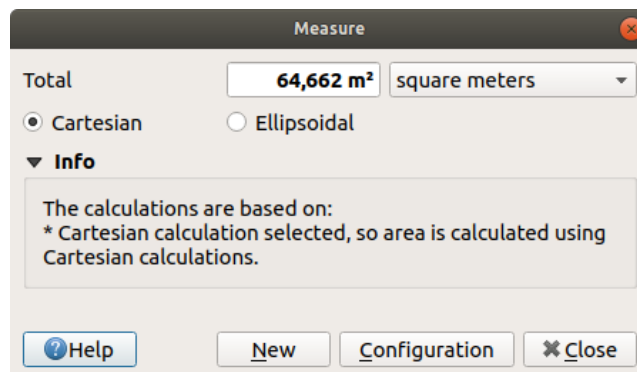 Measure
Total 64,662 m² square meters
Cartesian Ellipsoidal
Info
The calculations are based on:
* Cartesian calculation selected, so area is calculated using
Cartesian calculations.
Help New Configuration Close